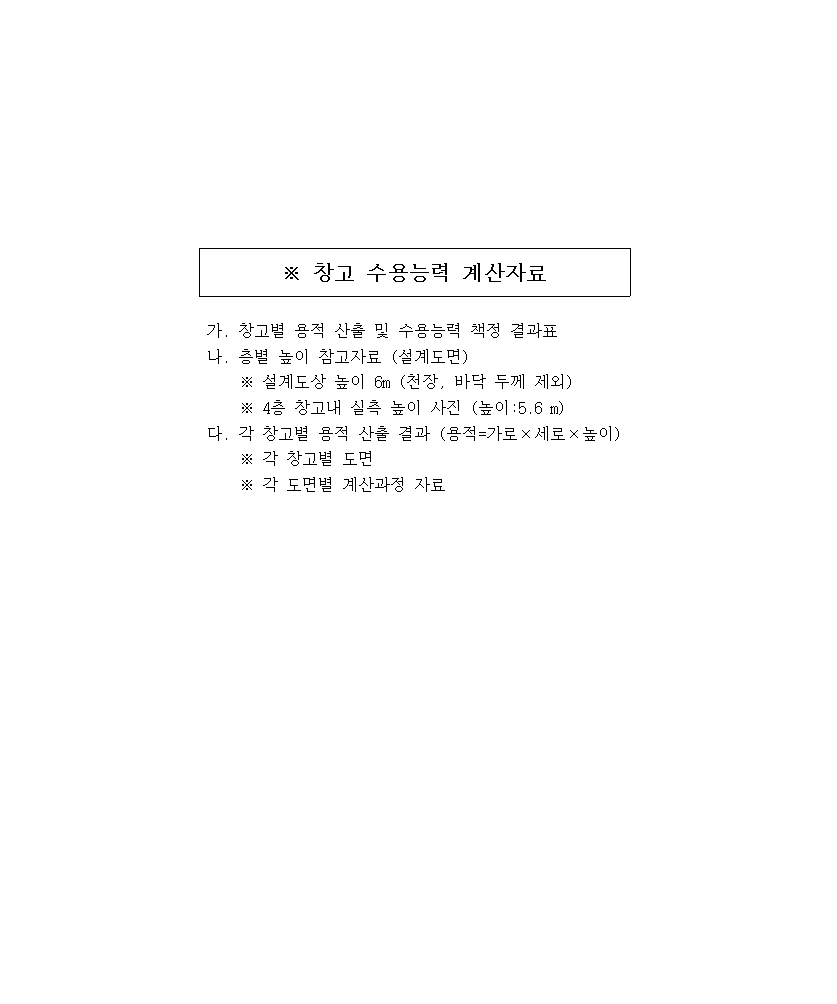 ※ 창고 수용능력 계산자료
가. 창고별 용적 산출 및 수용능력 책정 결과표
나. 층별 높이 참고자료 (설계도면)
※ 설계도상 높이 6m (천장, 바닥 두께 제외)
※ 4층 창고내 실측 높이 사진 (높이:5.6 m)
다. 각 창고별 용적 산출 결과 (용적=가로×세로×높이)
※ 각 창고별 도면
※ 각 도면별 계산과정 자료